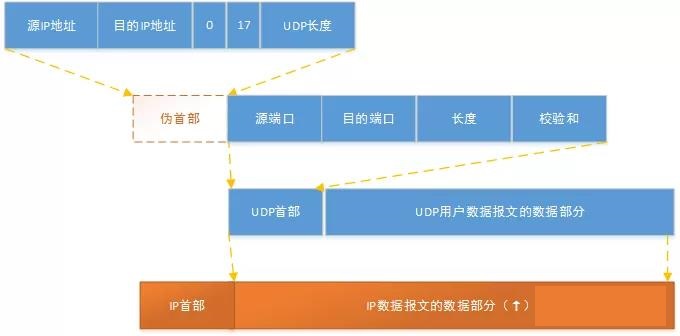 源IP地址 目的IP地址 0 17 UDP长度
伪首部 源端口 目的端口 长度 校验和
UDP首部 UDP用户数据报文的数据部分
IP首部 IP数据报文的数据部分（↑）